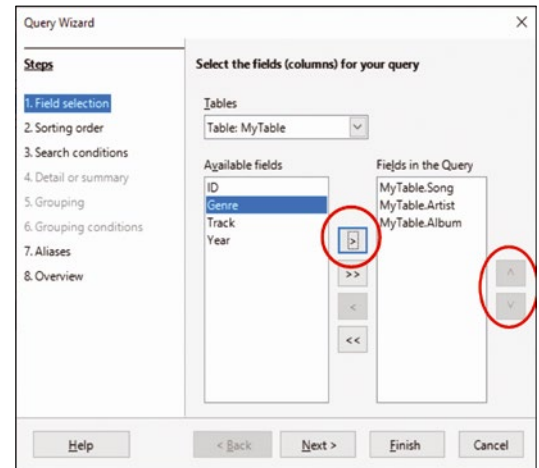 Query Wizard
Steps
1. Field selection
2. Sorting order
3. Search conditions
4. Detail or summary
5. Grouping
6. Grouping conditions
7. Aliases
8. Overview
Select the fields (columns) for your query
Tables
Table: MyTable
Available fields
ID
Genre
Track
Year
>
>>
<
<<
Fields in the Query
MyTable.Song
MyTable.Artist
MyTable.Album
^
v
Help
< Back
Next >
Finish
Cancel